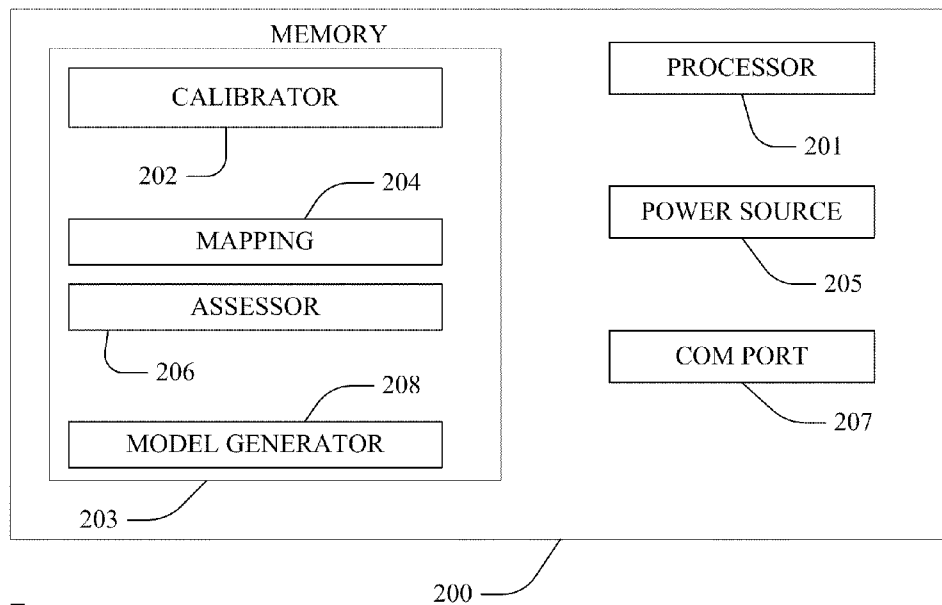 MEMORY
CALIBRATOR
202
204
MAPPING
ASSESSOR
206
208
MODEL GENERATOR
203
PROCESSOR
201
POWER SOURCE
205
COM PORT
207
200